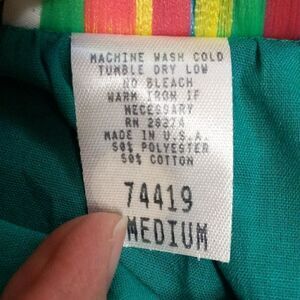 MACHINE WASH COLD
TUMBLE DRY LOW
NO BLEACH
WARM IRON IF
NECESSARY
RN 28274
MADE IN U.S.A.
50% POLYESTER
50% COTTON
74419
MEDIUM